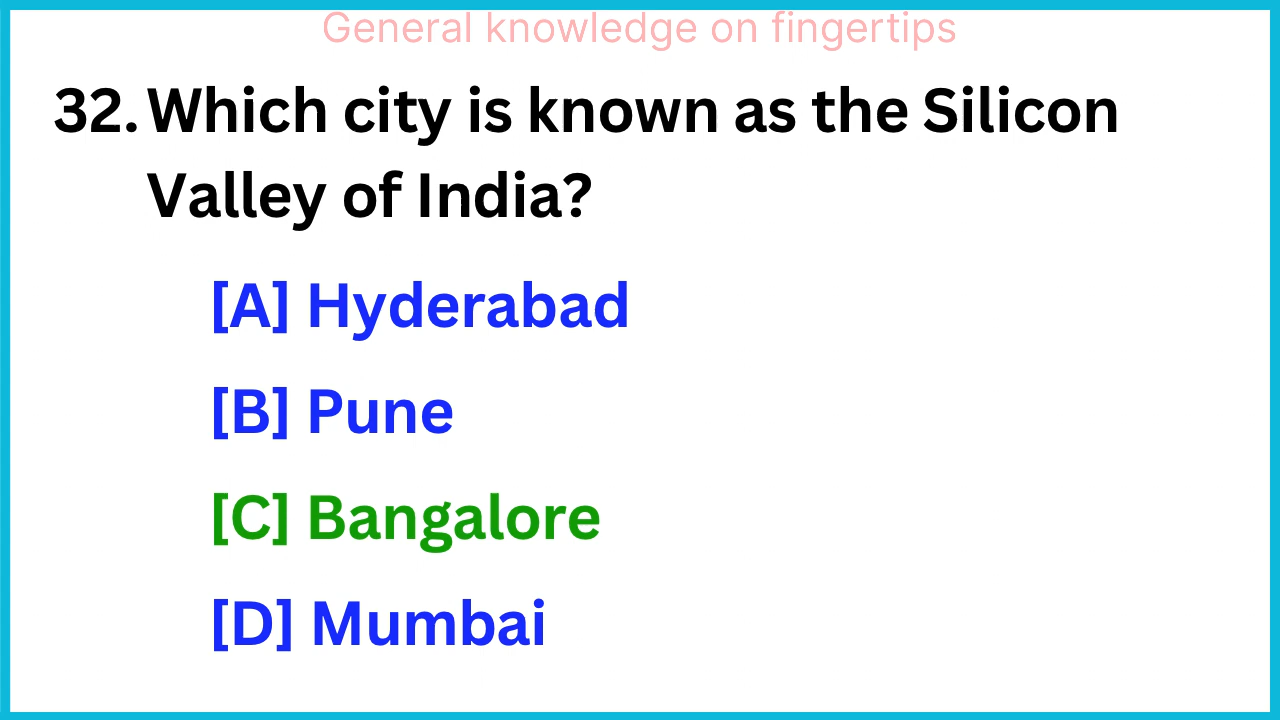 General knowledge on fingertips
32. Which city is known as the Silicon
Valley of India?
[A] Hyderabad
[B] Pune
[C] Bangalore
[D] Mumbai